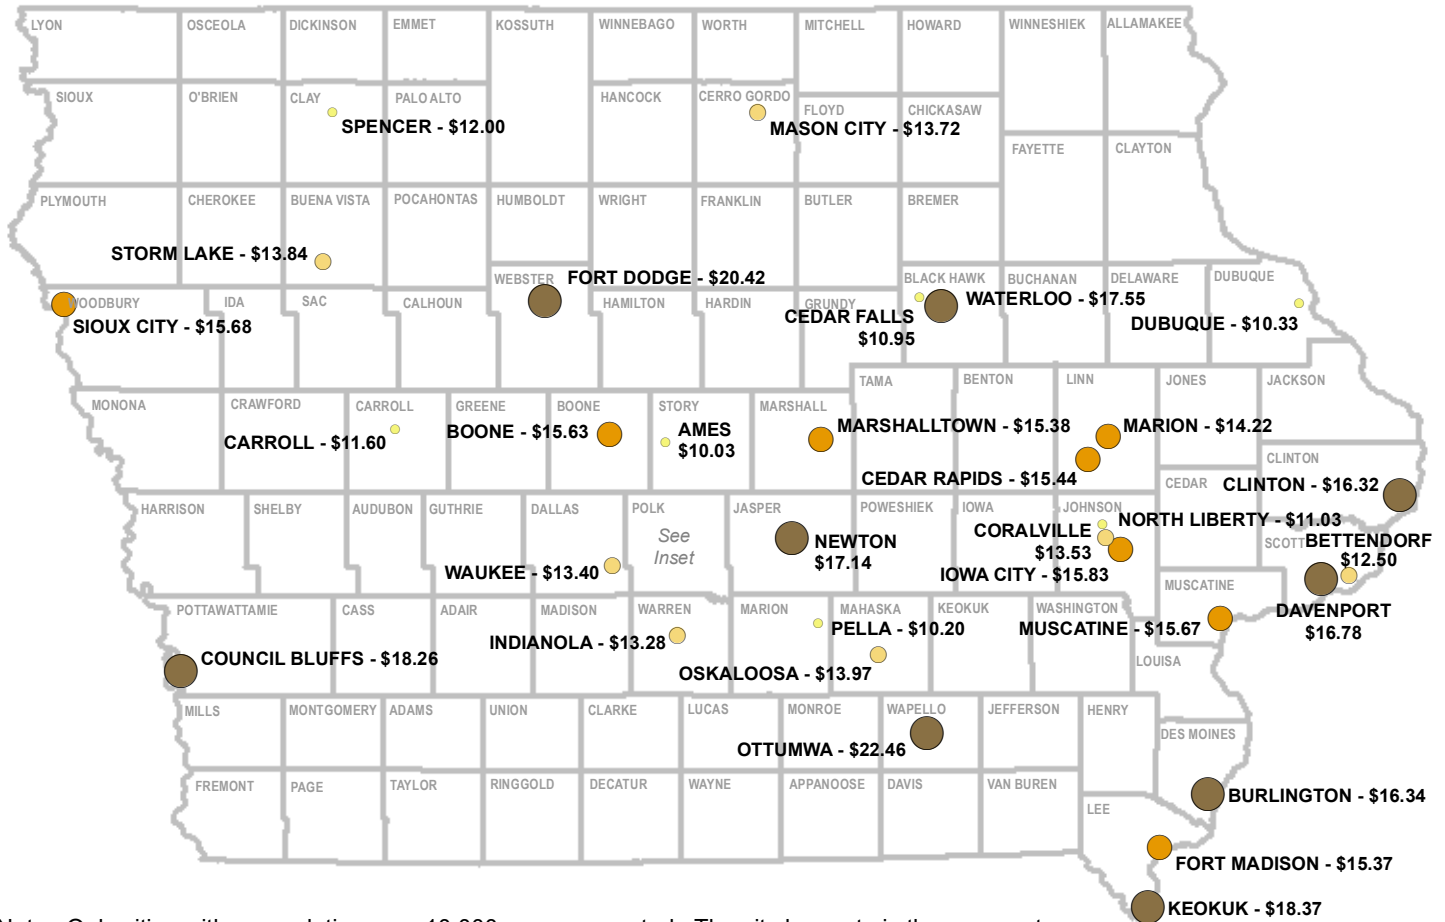 LYON
OSCEOLA
DICKINSON
EMMET
KOSSUTH
WINNEBAGO
WORTH
MITCHELL
HOWARD
WINNESHIEK
ALLAMAKEE
SIOUX
O'BRIEN
CLAY
PALO ALTO
HANCOCK
CERRO GORDO
FLOYD
CHICKASAW
SPENCER - $12.00
MASON CITY - $13.72
FAYETTE
CLAYTON
PLYMOUTH
CHEROKEE
BUENA VISTA
POCAHONTAS
HUMBOLDT
WRIGHT
FRANKLIN
BUTLER
BREMER
STORM LAKE - $13.84
WEBSTER
FORT DODGE - $20.42
BLACK HAWK
BUCHANAN
DELAWARE
DUBUQUE
WOODBURY
IDA
SAC
CALHOUN
HAMILTON
HARDIN
GRUNDY
WATERLOO - $17.55
SIOUX CITY - $15.68
CEDAR FALLS
$10.95
DUBUQUE - $10.33
TAMA
BENTON
LINN
JONES
JACKSON
MONONA
CRAWFORD
CARROLL
GREENE
BOONE
STORY
MARSHALL
CARROLL - $11.60
BOONE - $15.63
AMES
$10.03
MARSHALLTOWN - $15.38
MARION - $14.22
CEDAR RAPIDS - $15.44
CLINTON
CEDAR
CLINTON - $16.32
HARRISON
SHELBY
AUDUBON
GUTHRIE
DALLAS
POLK
JASPER
POWESHIEK
IOWA
JOHNSON
See
Inset
NEWTON
$17.14
CORALVILLE
$13.53
NORTH LIBERTY - $11.03
SCOTT
BETTENDORF
$12.50
WAUKEE - $13.40
IOWA CITY - $15.83
MUSCATINE
DAVENPORT
$16.78
POTTAWATTAMIE
CASS
ADAIR
MADISON
WARREN
MARION
MAHASKA
KEOKUK
WASHINGTON
MUSCATINE - $15.67
INDIANOLA - $13.28
PELLA - $10.20
COUNCIL BLUFFS - $18.26
OSKALOOSA - $13.97
LOUISA
MILLS
MONTGOMERY
ADAMS
UNION
CLARKE
LUCAS
MONROE
WAPELLO
JEFFERSON
HENRY
DES MOINES
OTTUMWA - $22.46
FREMONT
PAGE
TAYLOR
RINGGOLD
DECATUR
WAYNE
APPANOOSE
DAVIS
VAN BUREN
BURLINGTON - $16.34
LEE
FORT MADISON - $15.37
KEOKUK - $18.37